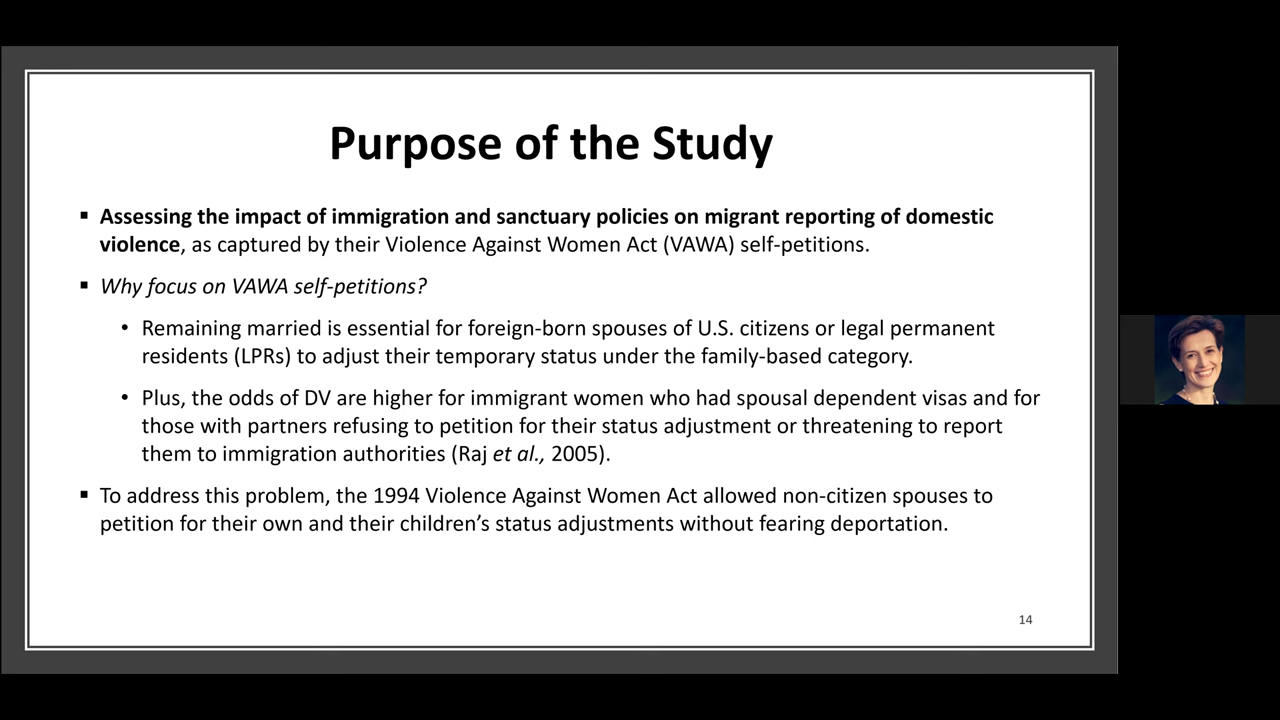 Purpose of the Study
▪ Assessing the impact of immigration and sanctuary policies on migrant reporting of domestic
violence, as captured by their Violence Against Women Act (VAWA) self-petitions.
▪ Why focus on VAWA self-petitions?
• Remaining married is essential for foreign-born spouses of U.S. citizens or legal permanent
residents (LPRs) to adjust their temporary status under the family-based category.
• Plus, the odds of DV are higher for immigrant women who had spousal dependent visas and for
those with partners refusing to petition for their status adjustment or threatening to report
them to immigration authorities (Raj et al., 2005).
▪ To address this problem, the 1994 Violence Against Women Act allowed non-citizen spouses to
petition for their own and their children’s status adjustments without fearing deportation.
14